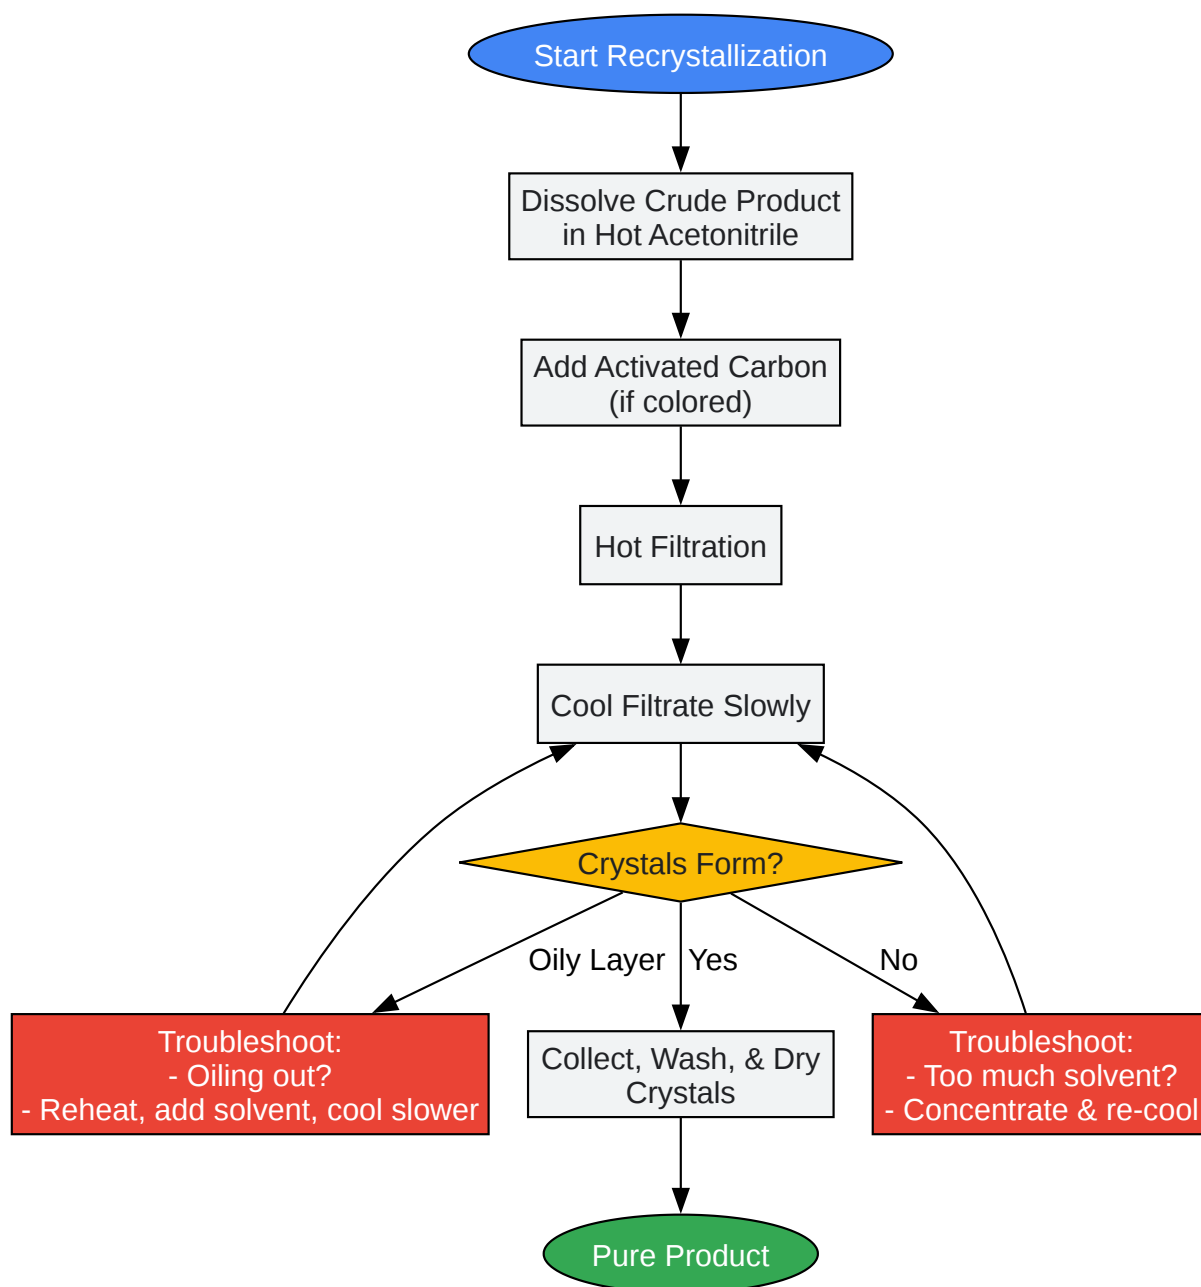 Start Recrystallization
Dissolve Crude Product
in Hot Acetonitrile
Add Activated Carbon
(if colored)
Hot Filtration
Cool Filtrate Slowly
Crystals Form?
Oily Layer
Yes
No
Troubleshoot:
- Oiling out?
- Reheat, add solvent, cool slower
Collect, Wash, & Dry
Crystals
Troubleshoot:
- Too much solvent?
- Concentrate & re-cool
Pure Product